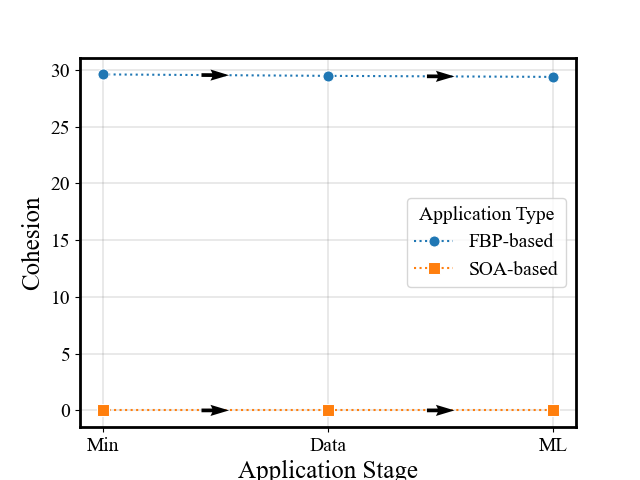 30
25
20
15
10
5
0
Cohesion
Application Type
FBP-based
SOA-based
Min
Data
ML
Application Stage